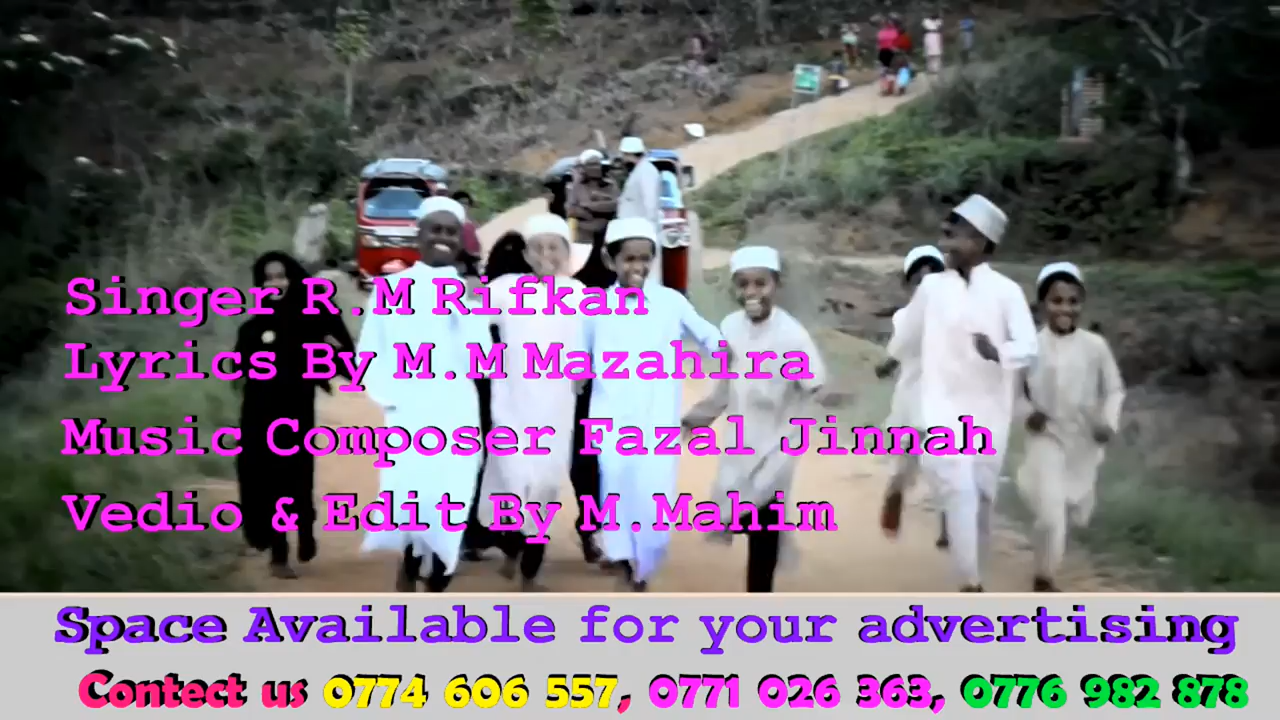 Singer R.M Rifkan
Lyrics By M.M Mazahira
Music Composer Fazal Jinnah
Vedio & Edit By M.Mahim
Space Available for your advertising
Contect us 0774 606 557, 0771 026 363, 0776 982 878